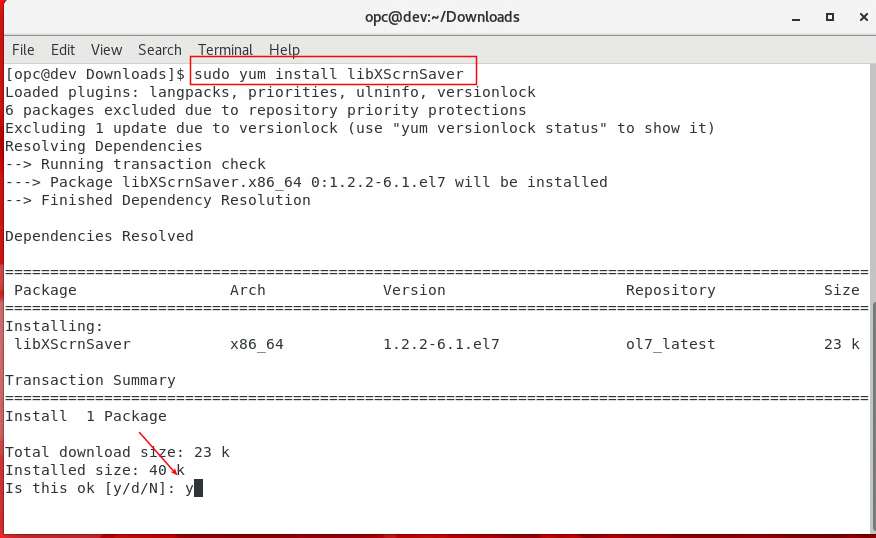 opc@dev:~/Downloads
File Edit View Search Terminal Help
[opc@dev Downloads]$ sudo yum install libXScrnSaver
Loaded plugins: langpacks, priorities, ulninfo, versionlock
6 packages excluded due to repository priority protections
Excluding 1 update due to versionlock (use "yum versionlock status" to show it)
Resolving Dependencies
--> Running transaction check
---> Package libXScrnSaver.x86_64 0:1.2.2-6.1.el7 will be installed
--> Finished Dependency Resolution
Dependencies Resolved
================================================================================================
Package Arch Version Repository Size
================================================================================================
Installing:
libXScrnSaver x86_64 1.2.2-6.1.el7 ol7_latest 23 k
Transaction Summary
================================================================================================
Install 1 Package
Total download size: 23 k
Installed size: 40 k
Is this ok [y/d/N]: y